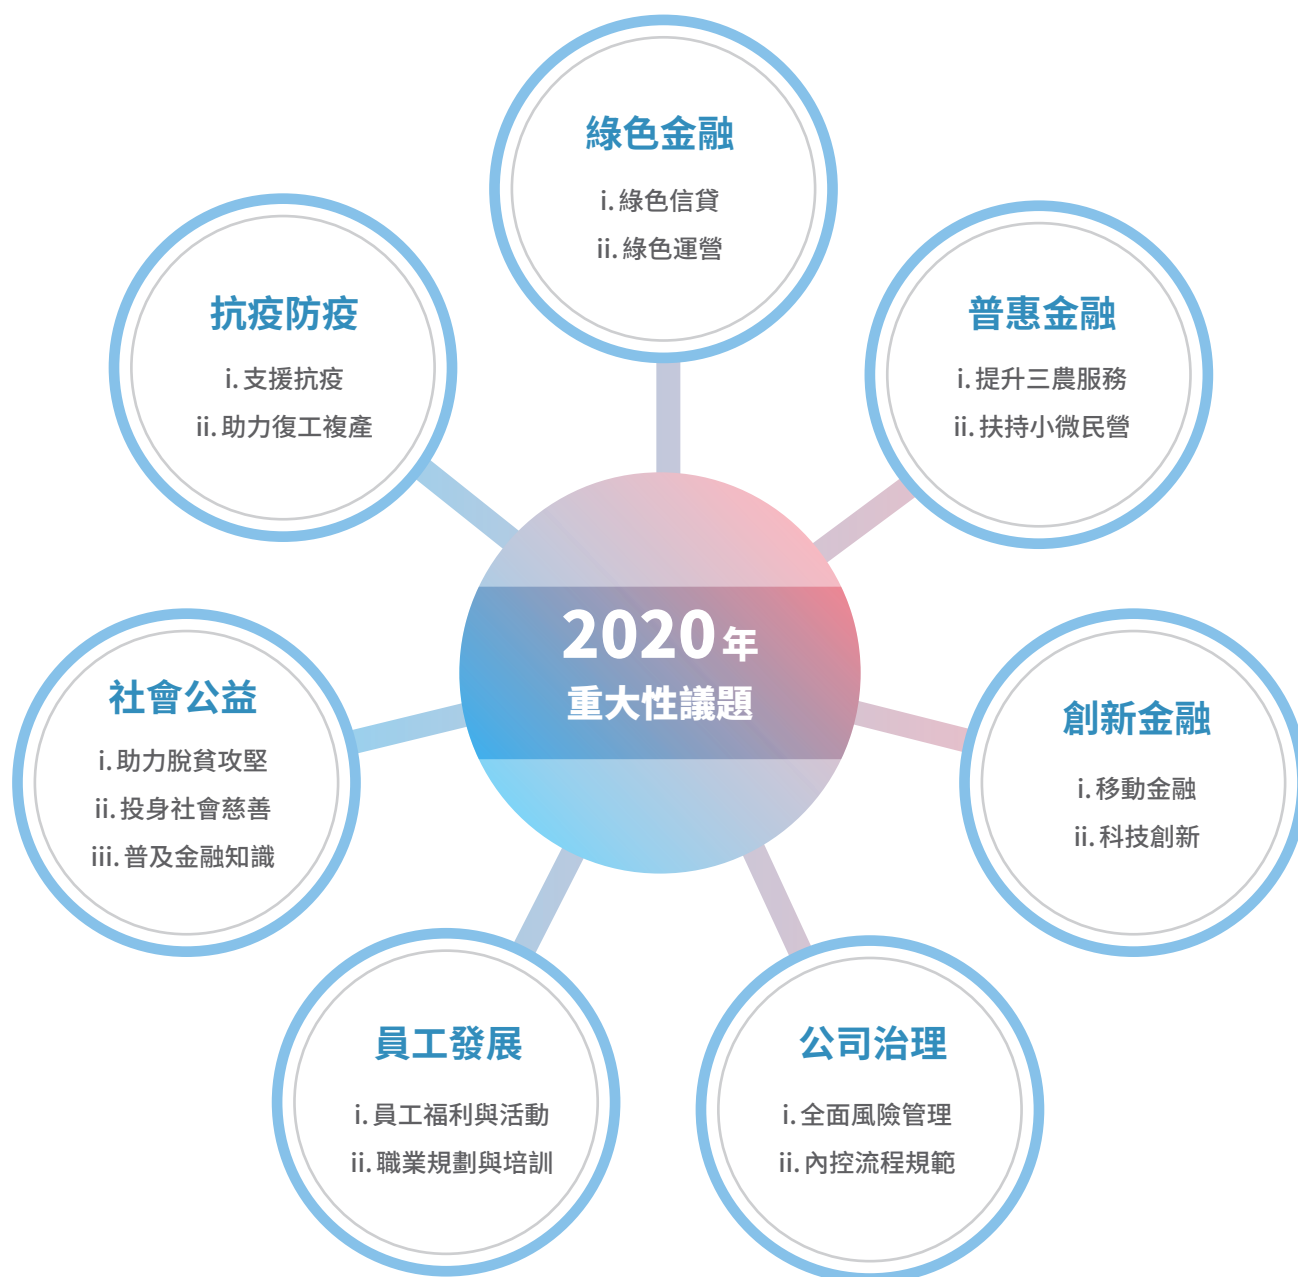 綠色金融
i. 綠色信貸
ii. 綠色運營
抗疫防疫
i. 支援抗疫
ii. 助力復工複產
普惠金融
i. 提升三農服務
ii. 扶持小微民營
2020年
重大性議題
社會公益
i. 助力脫貧攻堅
ii. 投身社會慈善
iii. 普及金融知識
創新金融
i. 移動金融
ii. 科技創新
員工發展
i. 員工福利與活動
ii. 職業規劃與培訓
公司治理
i. 全面風險管理
ii. 內控流程規範